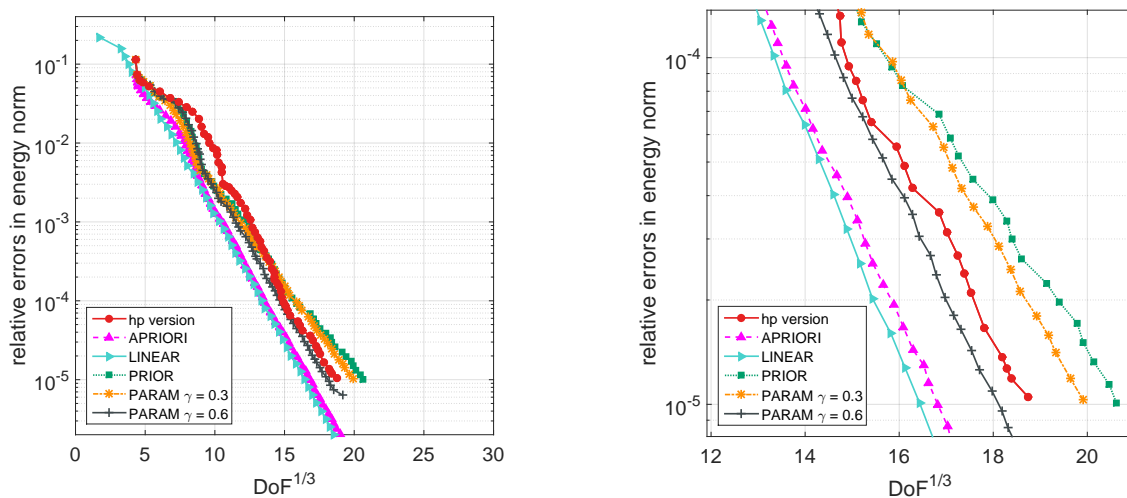 relative errors in energy norm
10^-1
10^-2
10^-3
10^-4
10^-5
hp version
APRIORI
LINEAR
PRIOR
PARAM γ = 0.3
PARAM γ = 0.6
0 5 10 15 20 25 30
DoF^1/3
relative errors in energy norm
10^-4
10^-5
hp version
APRIORI
LINEAR
PRIOR
PARAM γ = 0.3
PARAM γ = 0.6
12 14 16 18 20
DoF^1/3